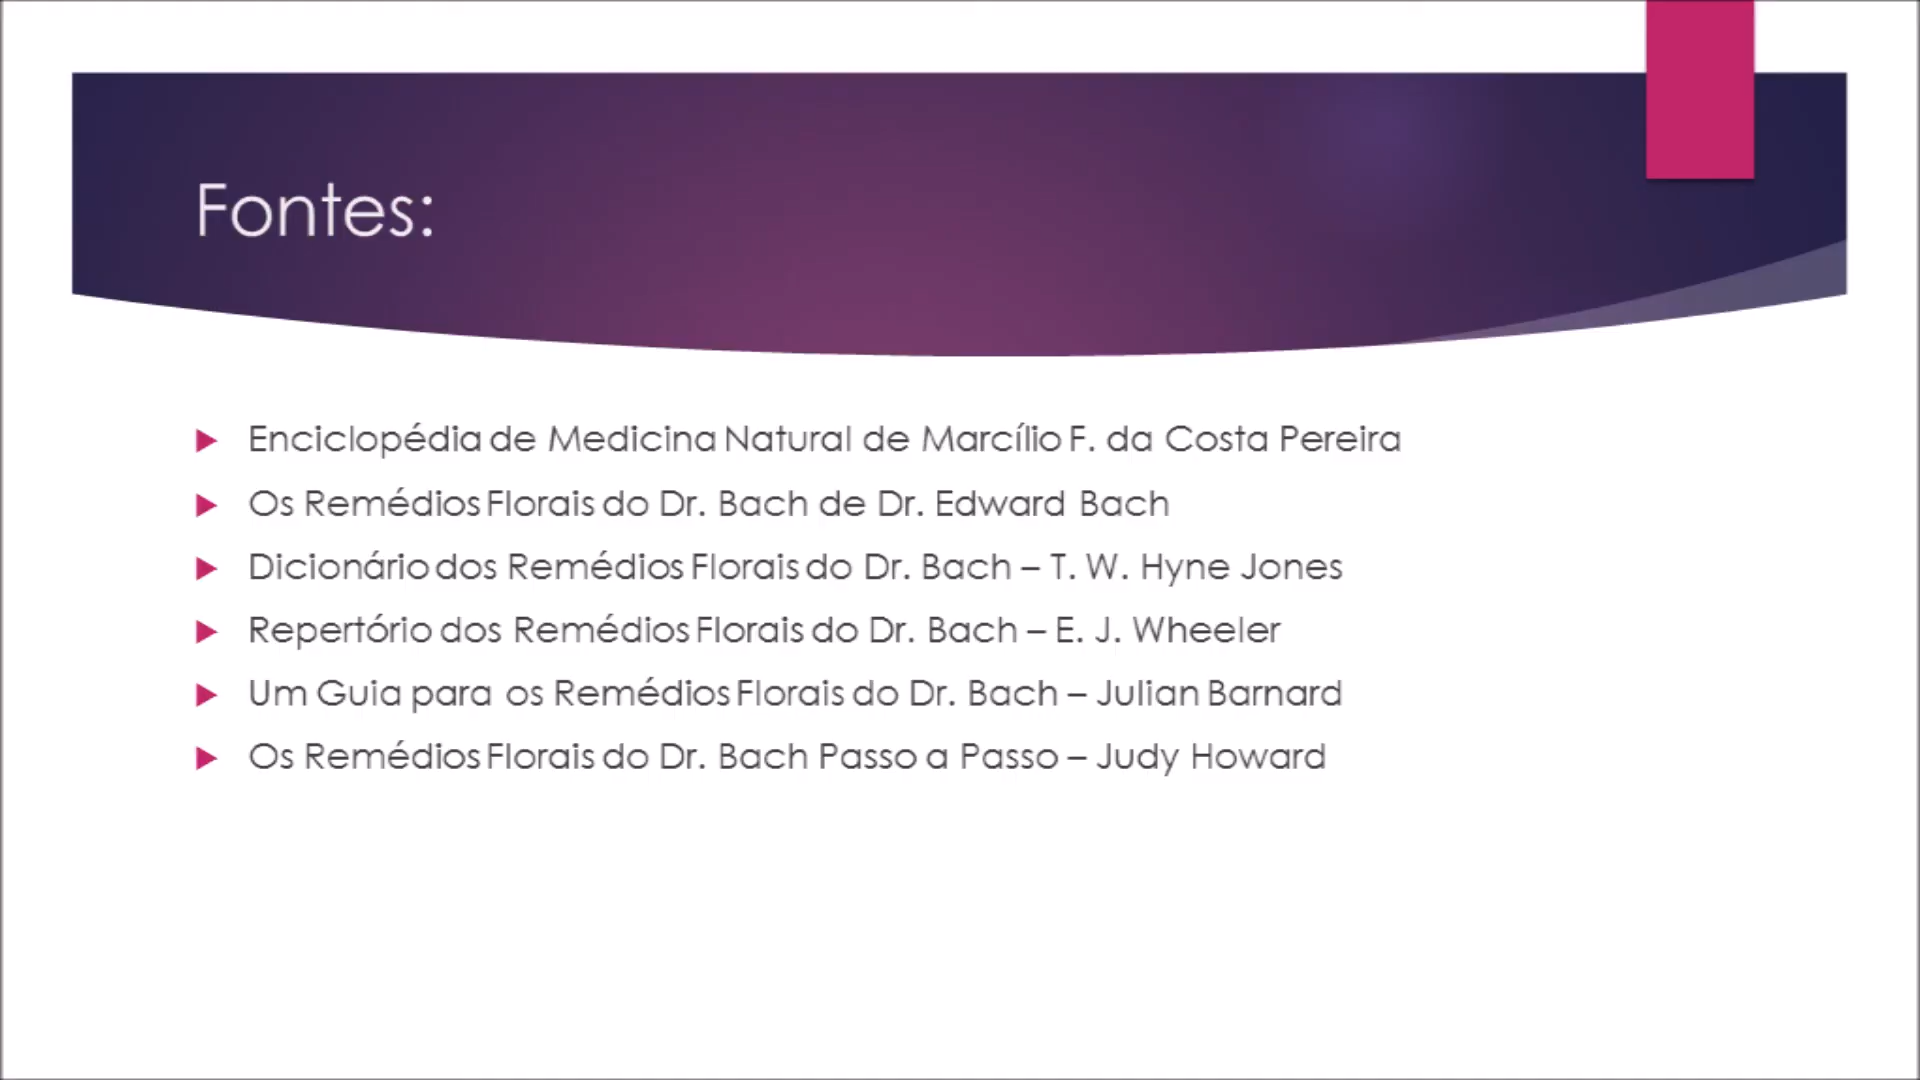 Fontes:
Enciclopédia de Medicina Natural de Marcílio F. da Costa Pereira
Os Remédios Florais do Dr. Bach de Dr. Edward Bach
Dicionário dos Remédios Florais do Dr. Bach – T. W. Hyne Jones
Repertório dos Remédios Florais do Dr. Bach – E. J. Wheeler
Um Guia para os Remédios Florais do Dr. Bach – Julian Barnard
Os Remédios Florais do Dr. Bach Passo a Passo – Judy Howard